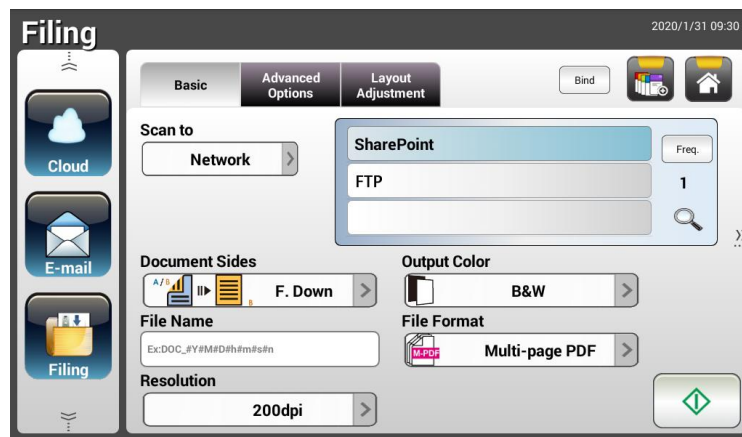 Filing
2020/1/31 09:30
Basic
Advanced
Options
Layout
Adjustment
Bind
Cloud
E-mail
Filing
Scan to
Network
SharePoint
FTP
Freq.
1
Document Sides
A/B
B
F. Down
Output Color
B&W
File Name
Ex:DOC_#Y#M#D#h#m#s#n
File Format
M-PDF
Multi-page PDF
Resolution
200dpi